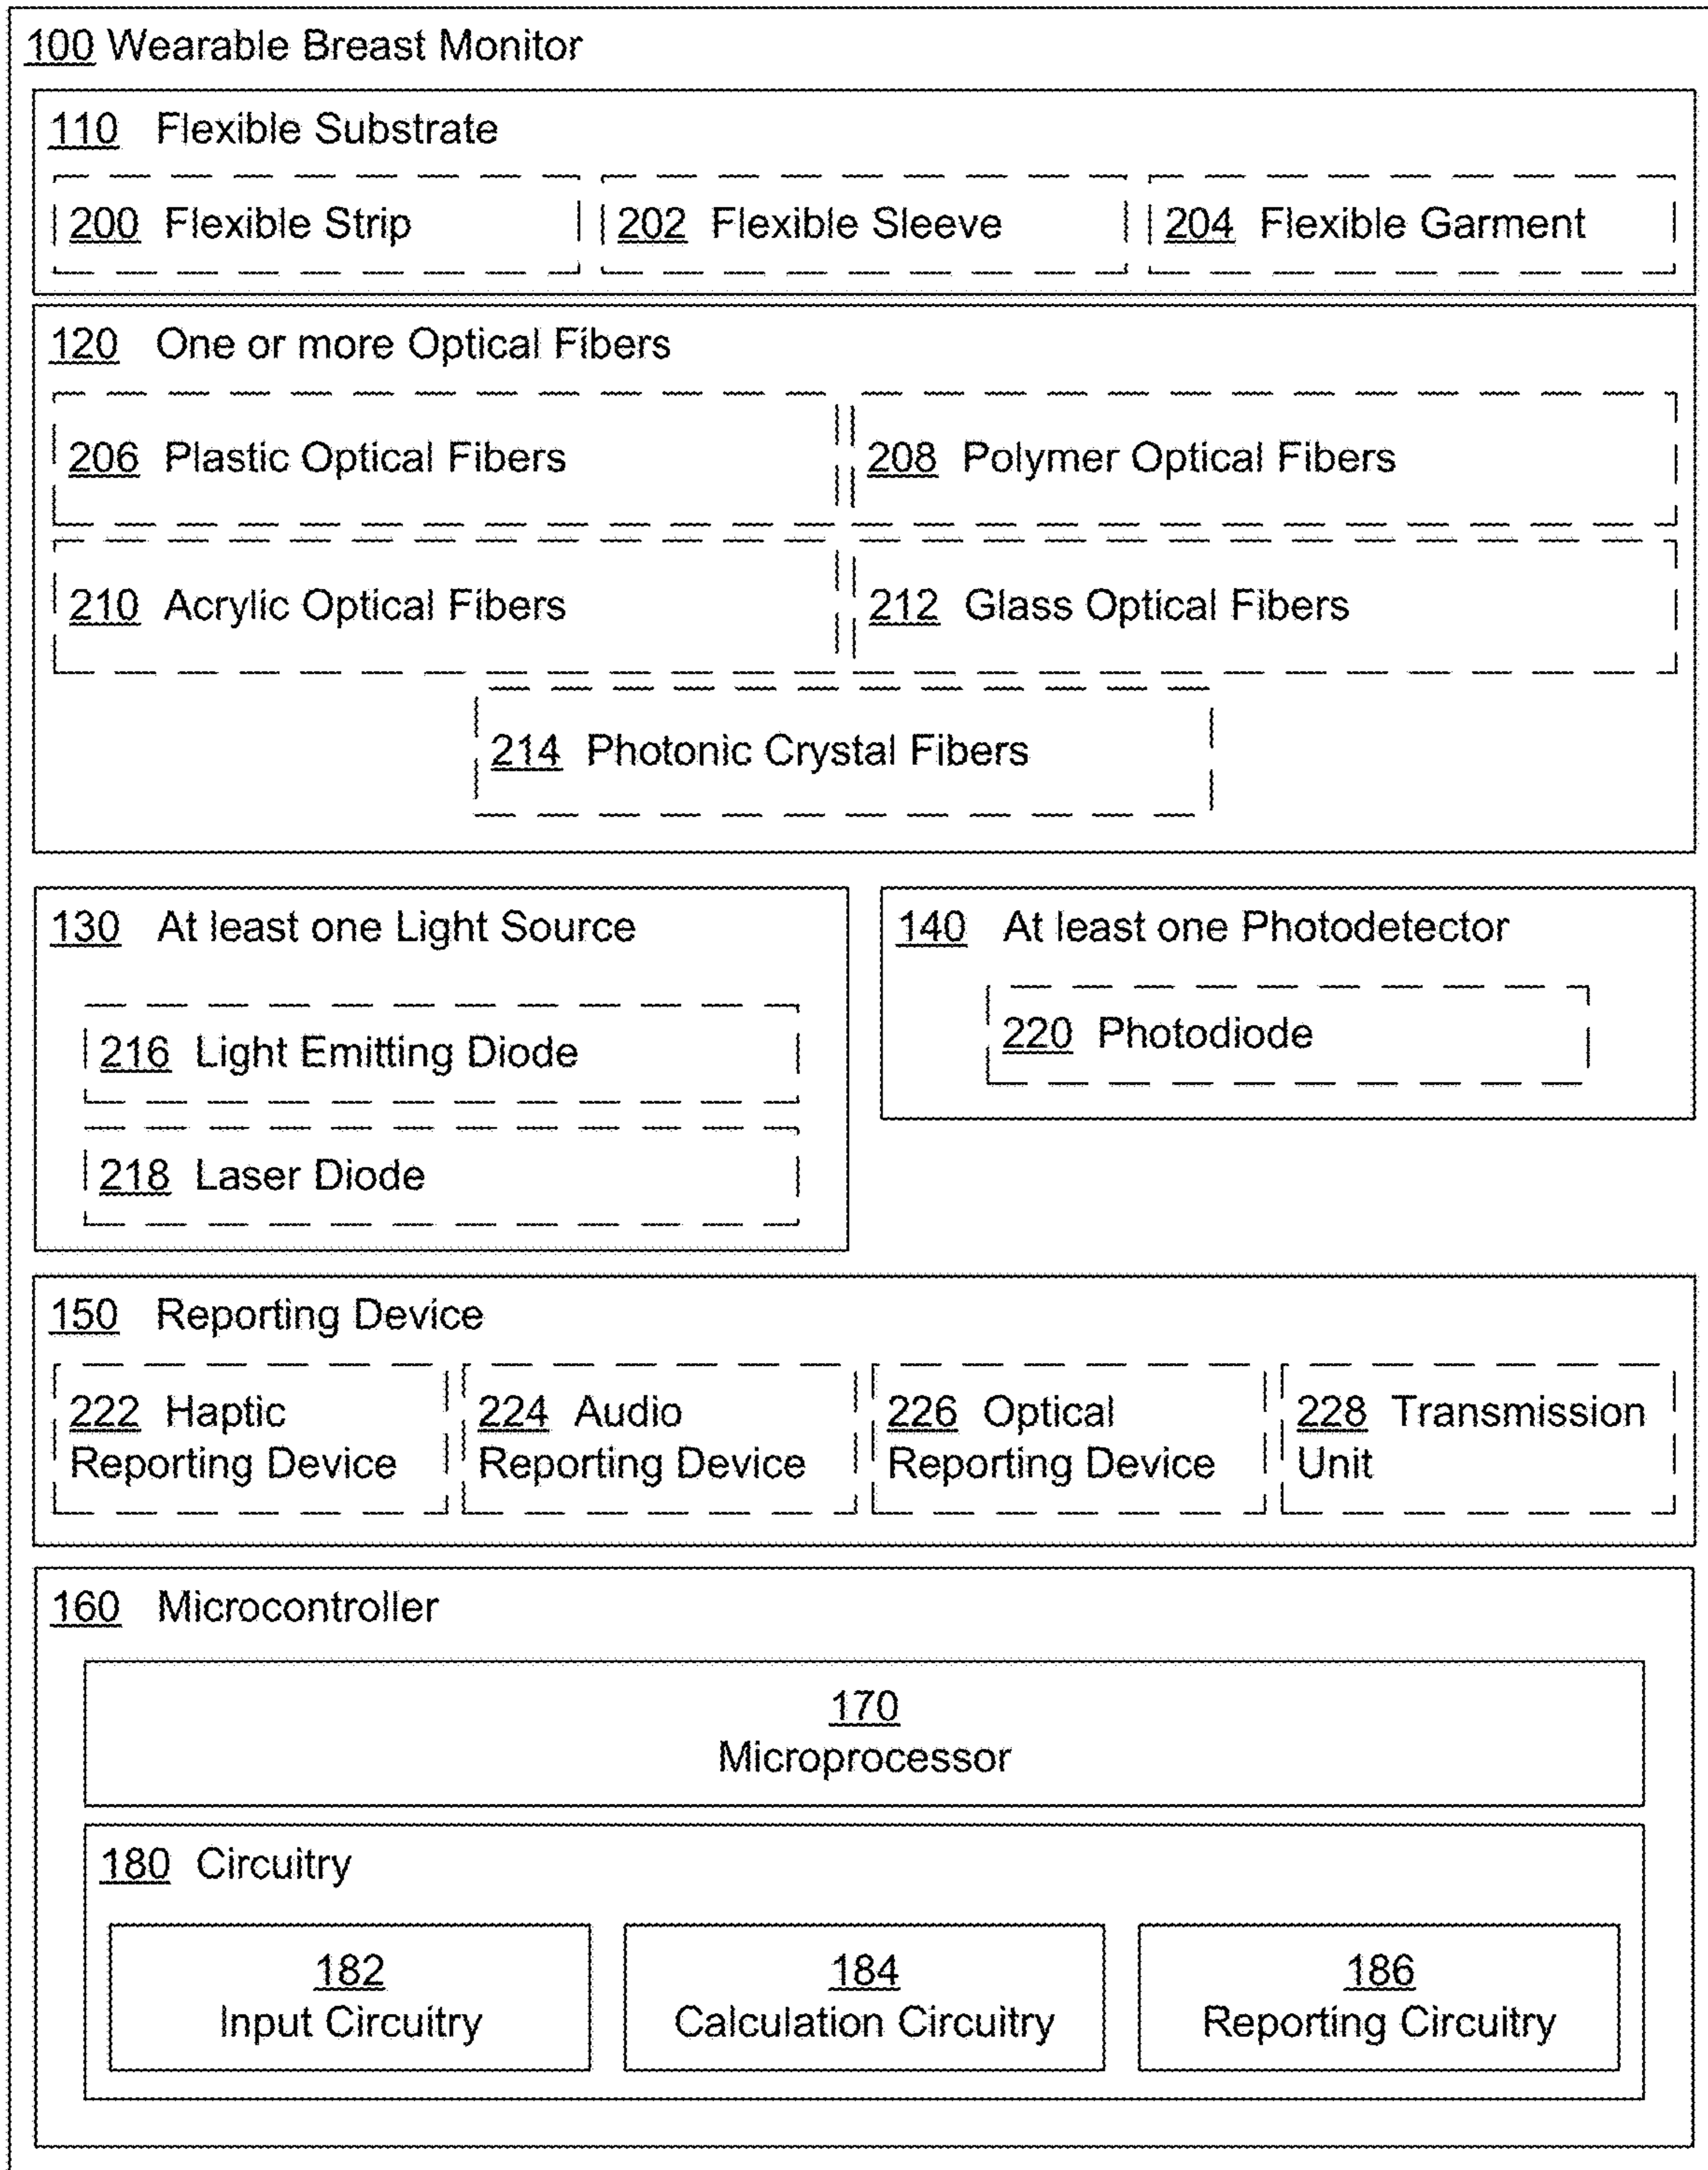 100 Wearable Breast Monitor
110 Flexible Substrate
200 Flexible Strip
202 Flexible Sleeve
204 Flexible Garment
120 One or more Optical Fibers
206 Plastic Optical Fibers
208 Polymer Optical Fibers
210 Acrylic Optical Fibers
212 Glass Optical Fibers
214 Photonic Crystal Fibers
130 At least one Light Source
216 Light Emitting Diode
218 Laser Diode
140 At least one Photodetector
220 Photodiode
150 Reporting Device
222 Haptic
Reporting Device
224 Audio
Reporting Device
226 Optical
Reporting Device
228 Transmission
Unit
160 Microcontroller
170
Microprocessor
180 Circuitry
182
Input Circuitry
184
Calculation Circuitry
186
Reporting Circuitry